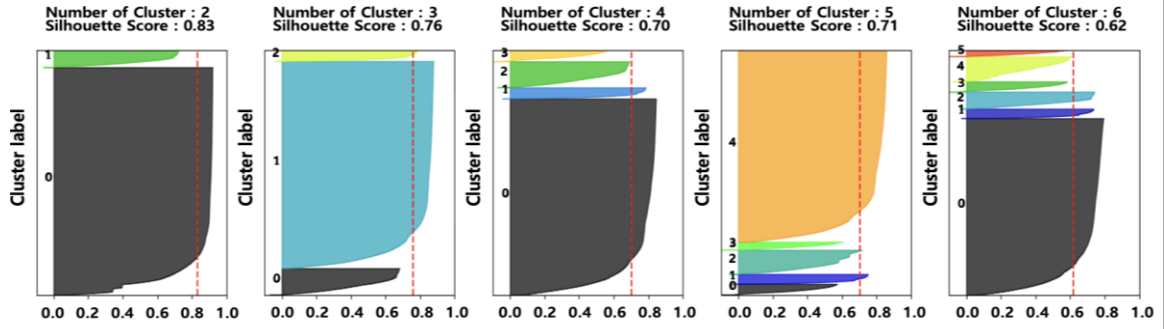 Number of Cluster : 2
Silhouette Score : 0.83
Cluster label
1
0
0 0.2 0.4 0.6 0.8 1.0
Number of Cluster : 3
Silhouette Score : 0.76
Cluster label
2
1
0
0 0.2 0.4 0.6 0.8 1.0
Number of Cluster : 4
Silhouette Score : 0.70
Cluster label
3
2
1
0
0 0.2 0.4 0.6 0.8 1.0
Number of Cluster : 5
Silhouette Score : 0.71
Cluster label
4
3
2
1
0
0 0.2 0.4 0.6 0.8 1.0
Number of Cluster : 6
Silhouette Score : 0.62
Cluster label
5
4
3
2
1
0
0 0.2 0.4 0.6 0.8 1.0